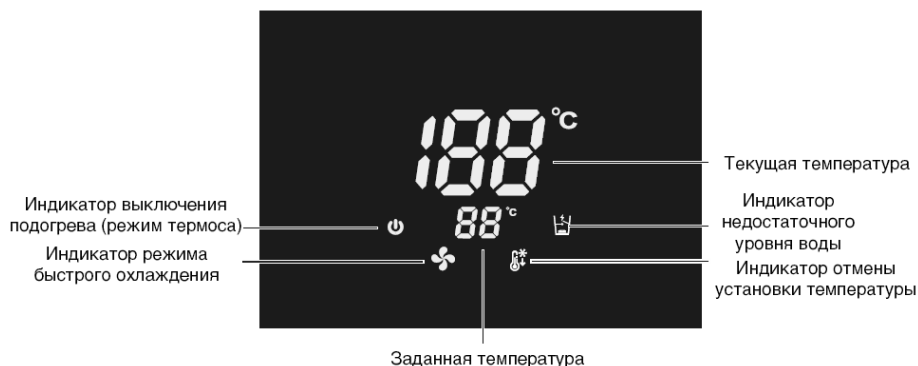 188°C
Текущая температура
Индикатор выключения
подогрева (режим термоса)
88°C
Индикатор
недостаточного
уровня воды
Индикатор режима
быстрого охлаждения
Индикатор отмены
установки температуры
Заданная температура